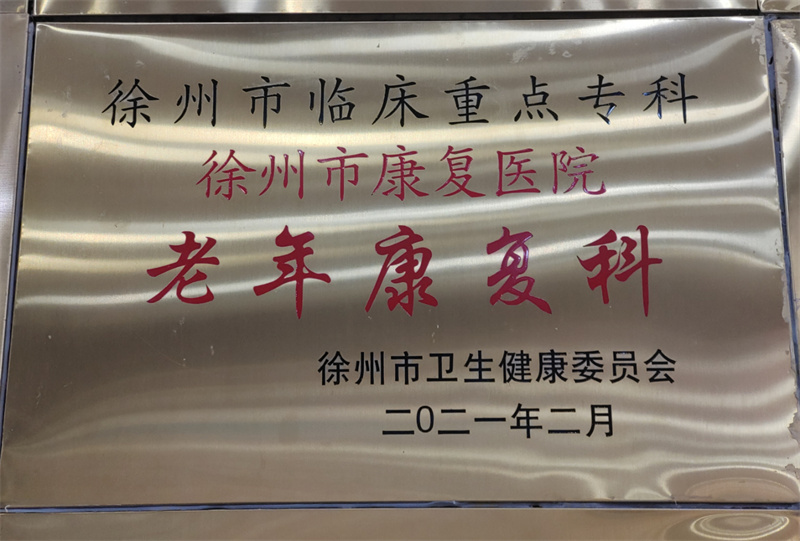 徐州市临床重点专科
徐州市康复医院
老年康复科
徐州市卫生健康委员会
二〇二一年二月